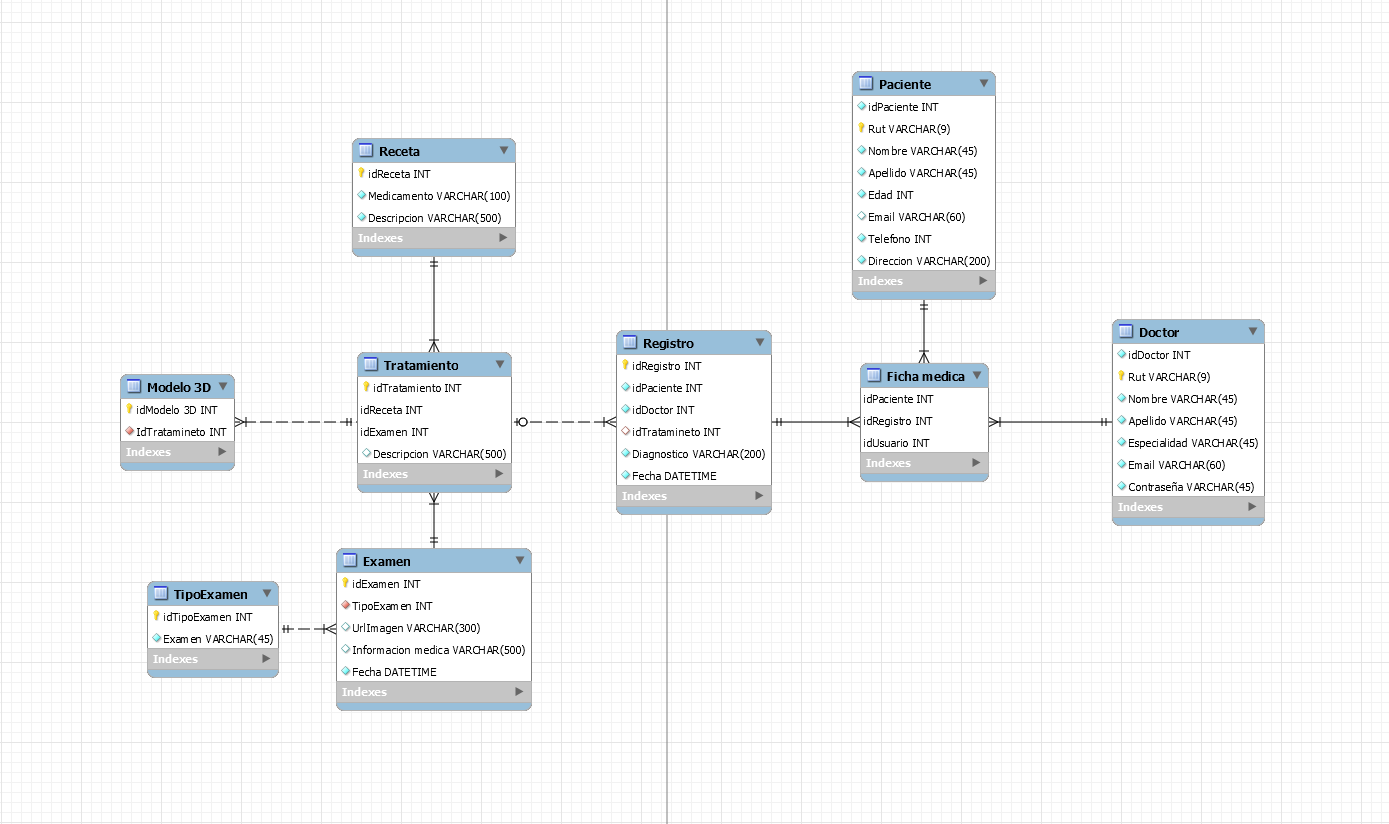 Paciente
idPaciente INT
Rut VARCHAR(9)
Nombre VARCHAR(45)
Apellido VARCHAR(45)
Edad INT
Email VARCHAR(60)
Telefono INT
Direccion VARCHAR(200)
Indexes
Receta
idReceta INT
Medicamento VARCHAR(100)
Descripcion VARCHAR(500)
Indexes
Doctor
idDoctor INT
Rut VARCHAR(9)
Nombre VARCHAR(45)
Apellido VARCHAR(45)
Especialidad VARCHAR(45)
Email VARCHAR(60)
Contraseña VARCHAR(45)
Indexes
Registro
idRegistro INT
idPaciente INT
idDoctor INT
idTratamineto INT
Diagnostico VARCHAR(200)
Fecha DATETIME
Indexes
Tratamiento
idTratamiento INT
idReceta INT
idExamen INT
Descripcion VARCHAR(500)
Indexes
Ficha medica
idPaciente INT
idRegistro INT
idUsuario INT
Indexes
Modelo 3D
idModelo 3D INT
IdTratamineto INT
Indexes
Examen
idExamen INT
TipoExamen INT
UrlImagen VARCHAR(300)
Informacion medica VARCHAR(500)
Fecha DATETIME
Indexes
TipoExamen
idTipoExamen INT
Examen VARCHAR(45)
Indexes